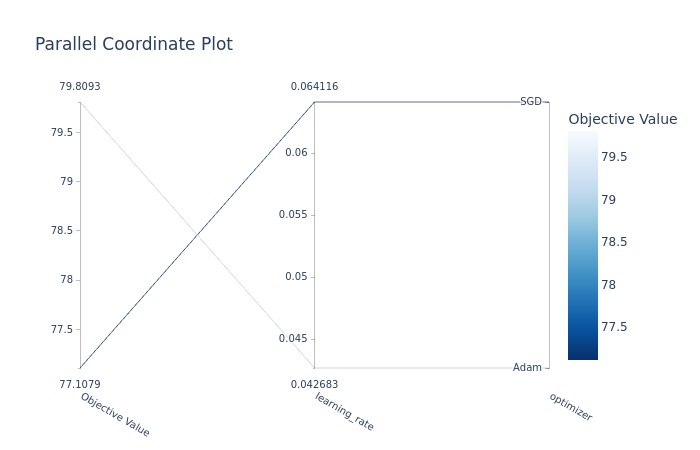 Parallel Coordinate Plot
79.8093
0.064116
79.5
79
78.5
78
77.5
77.1079
Objective Value
0.06
0.055
0.05
0.045
0.042683
learning_rate
SGD
Adam
optimizer
Objective Value
79.5
79
78.5
78
77.5